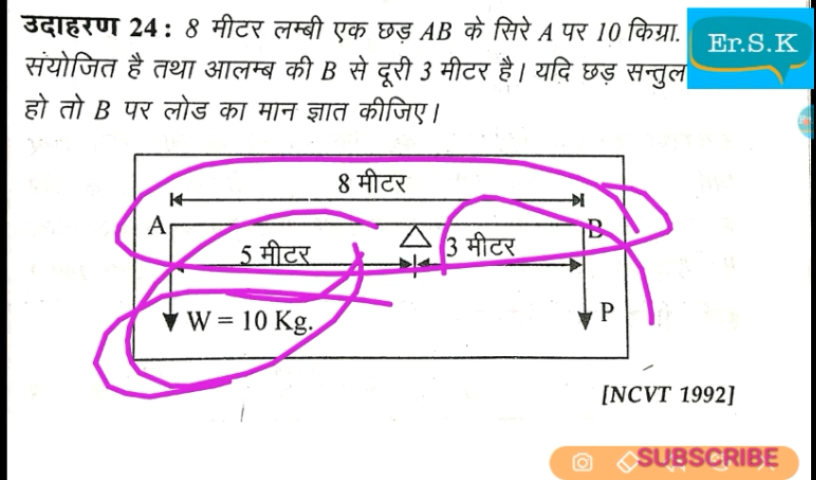 उदाहरण 24 : 8 मीटर लम्बी एक छड़ AB के सिरे A पर 10 किग्रा.
Er.S.K
संयोजित है तथा आलम्ब की B से दूरी 3 मीटर है। यदि छड़ सन्तुल
हो तो B पर लोड का मान ज्ञात कीजिए।
8 मीटर
A
B
5 मीटर
3 मीटर
W = 10 Kg.
P
[NCVT 1992]
SUBSCRIBE